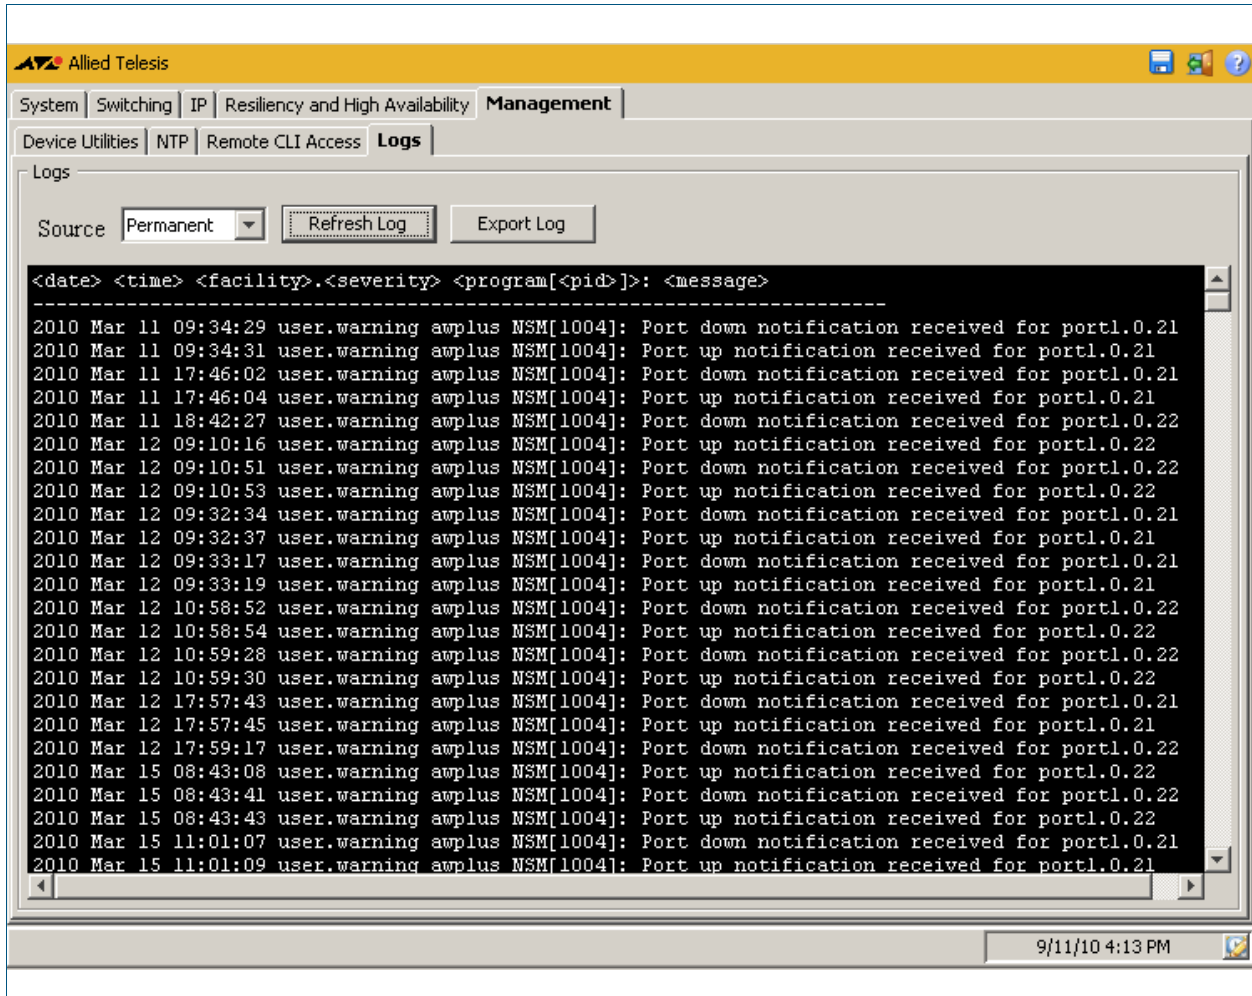 Allied Telesis
System Switching IP Resiliency and High Availability Management
Device Utilities NTP Remote CLI Access Logs
Logs
Source Permanent Refresh Log Export Log
<date> <time> <facility>.<severity> <program[<pid>]>: <message>
-------------------------------------------------------------------------
2010 Mar 11 09:34:29 user.warning awplus NSM[1004]: Port down notification received for port1.0.21
2010 Mar 11 09:34:31 user.warning awplus NSM[1004]: Port up notification received for port1.0.21
2010 Mar 11 17:46:02 user.warning awplus NSM[1004]: Port down notification received for port1.0.21
2010 Mar 11 17:46:04 user.warning awplus NSM[1004]: Port up notification received for port1.0.21
2010 Mar 11 18:42:27 user.warning awplus NSM[1004]: Port down notification received for port1.0.22
2010 Mar 12 09:10:16 user.warning awplus NSM[1004]: Port up notification received for port1.0.22
2010 Mar 12 09:10:51 user.warning awplus NSM[1004]: Port down notification received for port1.0.22
2010 Mar 12 09:10:53 user.warning awplus NSM[1004]: Port up notification received for port1.0.22
2010 Mar 12 09:32:34 user.warning awplus NSM[1004]: Port down notification received for port1.0.21
2010 Mar 12 09:32:37 user.warning awplus NSM[1004]: Port up notification received for port1.0.21
2010 Mar 12 09:33:17 user.warning awplus NSM[1004]: Port down notification received for port1.0.21
2010 Mar 12 09:33:19 user.warning awplus NSM[1004]: Port up notification received for port1.0.21
2010 Mar 12 10:58:52 user.warning awplus NSM[1004]: Port down notification received for port1.0.22
2010 Mar 12 10:58:54 user.warning awplus NSM[1004]: Port up notification received for port1.0.22
2010 Mar 12 10:59:28 user.warning awplus NSM[1004]: Port down notification received for port1.0.22
2010 Mar 12 10:59:30 user.warning awplus NSM[1004]: Port up notification received for port1.0.22
2010 Mar 12 17:57:43 user.warning awplus NSM[1004]: Port down notification received for port1.0.21
2010 Mar 12 17:57:45 user.warning awplus NSM[1004]: Port up notification received for port1.0.21
2010 Mar 12 17:59:17 user.warning awplus NSM[1004]: Port down notification received for port1.0.22
2010 Mar 15 08:43:08 user.warning awplus NSM[1004]: Port up notification received for port1.0.22
2010 Mar 15 08:43:41 user.warning awplus NSM[1004]: Port down notification received for port1.0.22
2010 Mar 15 08:43:43 user.warning awplus NSM[1004]: Port up notification received for port1.0.22
2010 Mar 15 11:01:07 user.warning awplus NSM[1004]: Port down notification received for port1.0.21
2010 Mar 15 11:01:09 user.warning awplus NSM[1004]: Port up notification received for port1.0.21
9/11/10 4:13 PM